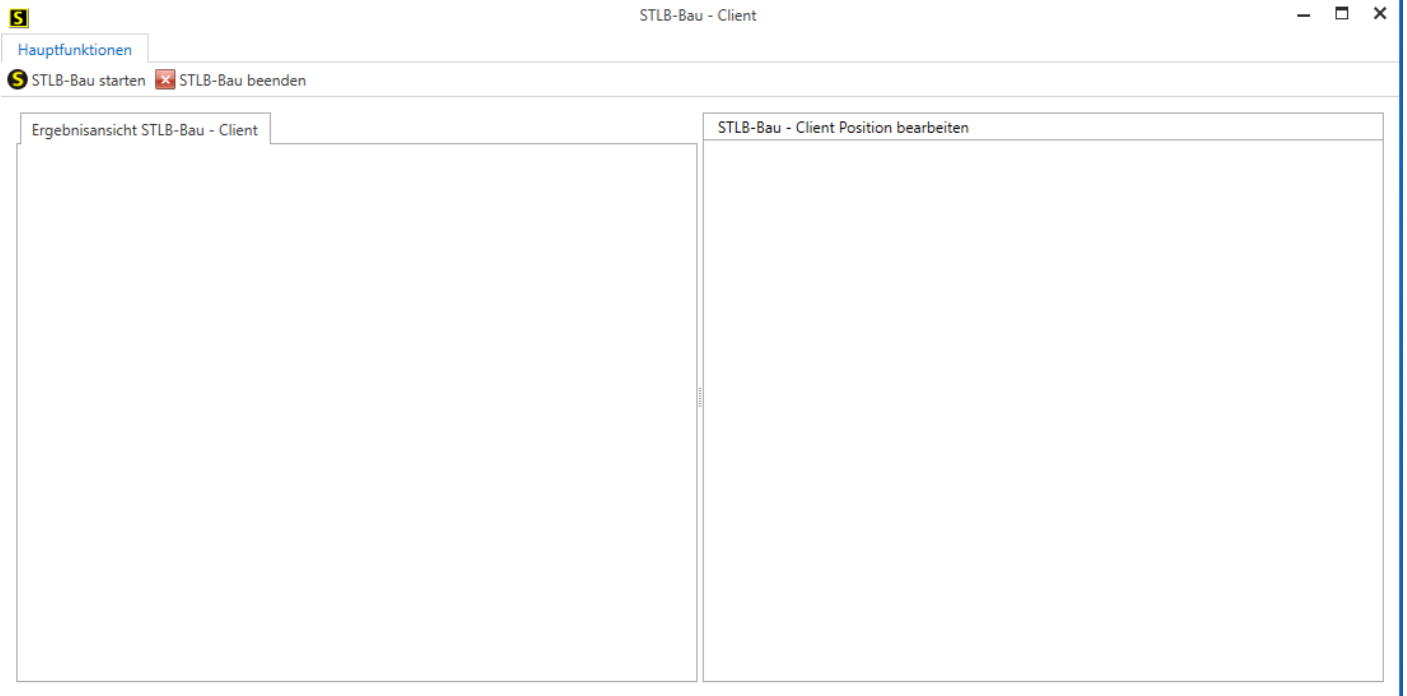 STLB-Bau - Client
Hauptfunktionen
STLB-Bau starten STLB-Bau beenden
Ergebnisansicht STLB-Bau - Client
STLB-Bau - Client Position bearbeiten